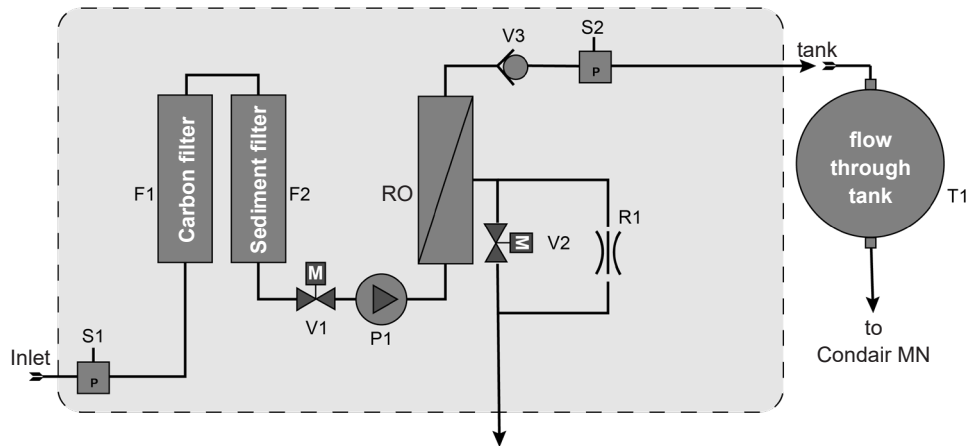 S2
V3
P
tank
Carbon filter
Sediment filter
F1
F2
RO
flow
through
tank
T1
R1
M
V2
M
V1
P1
S1
P
Inlet
to
Condair MN